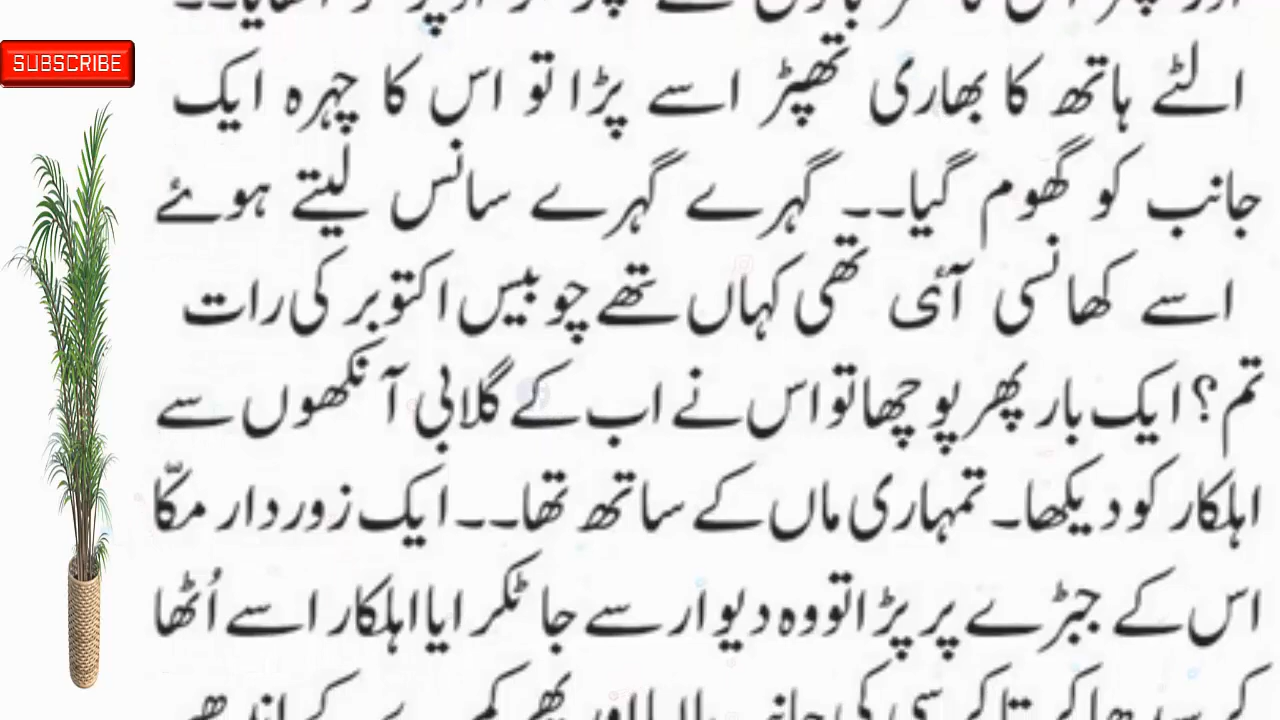 SUBSCRIBE
الٹے ہاتھ کا بھاری تھپڑ اسے پڑا تو اس کا چہرہ ایک
جانب کو گھوم گیا۔۔ گہرے گہرے سانس لیتے ہوئے
اسے کھانسی آئی تھی کہاں تھے چوبیس اکتوبر کی رات
تم؟ ایک بار پھر پوچھا تو اس نے اب کے گلابی آنکھوں سے
اہلکار کو دیکھا۔ تمہاری ماں کے ساتھ تھا۔۔ ایک زوردار مکّا
اس کے جبڑے پر پڑا تو وہ دیوار سے جا ٹکرایا اہلکار اسے اُٹھا